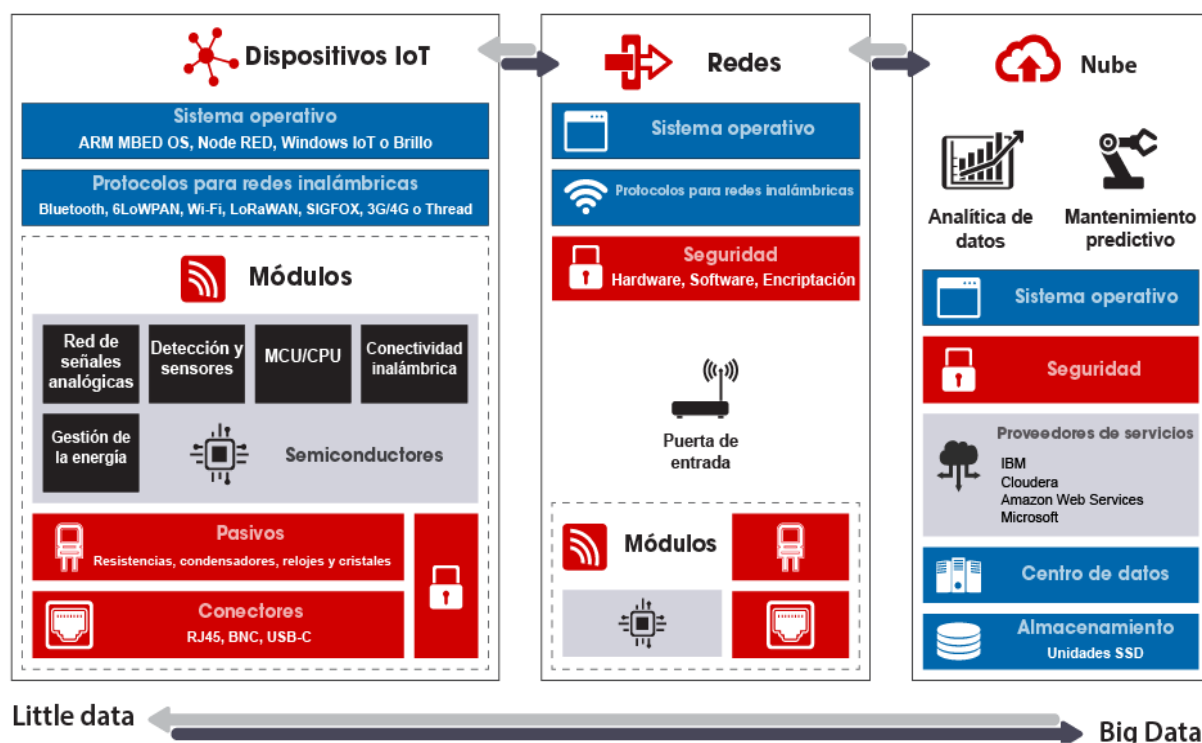 Dispositivos IoT
Sistema operativo
ARM MBED OS, Node RED, Windows IoT o Brillo
Protocolos para redes inalámbricas
Bluetooth, 6LoWPAN, Wi-Fi, LoRaWAN, SIGFOX, 3G/4G o Thread
Módulos
Red de
señales
analógicas
Detección y
sensores
MCU/CPU
Conectividad
inalámbrica
Gestión de
la energía
Semiconductores
Pasivos
Resistencias, condensadores, relojes y cristales
Conectores
RJ45, BNC, USB-C
Redes
Sistema operativo
Protocolos para redes inalámbricas
Seguridad
Hardware, Software, Encriptación
Puerta de
entrada
Módulos
Nube
Analítica de
datos
Mantenimiento
predictivo
Sistema operativo
Seguridad
Proveedores de servicios
IBM
Cloudera
Amazon Web Services
Microsoft
Centro de datos
Almacenamiento
Unidades SSD
Little data
Big Data